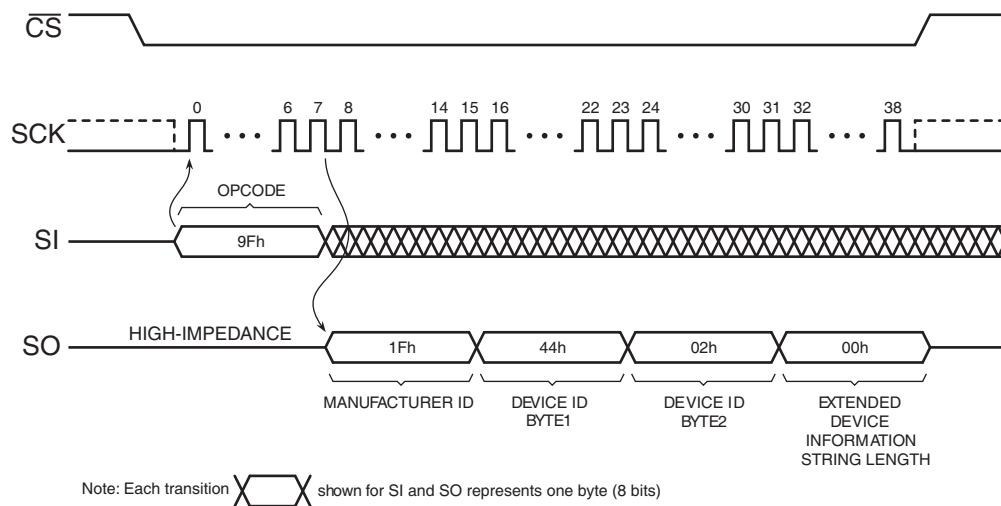 CS
0 6 7 8 14 15 16 22 23 24 30 31 32 38
SCK
OPCODE
SI 9Fh
HIGH-IMPEDANCE
SO 1Fh 44h 02h 00h
MANUFACTURER ID DEVICE ID BYTE1 DEVICE ID BYTE2 EXTENDED DEVICE INFORMATION STRING LENGTH
Note: Each transition shown for SI and SO represents one byte (8 bits)